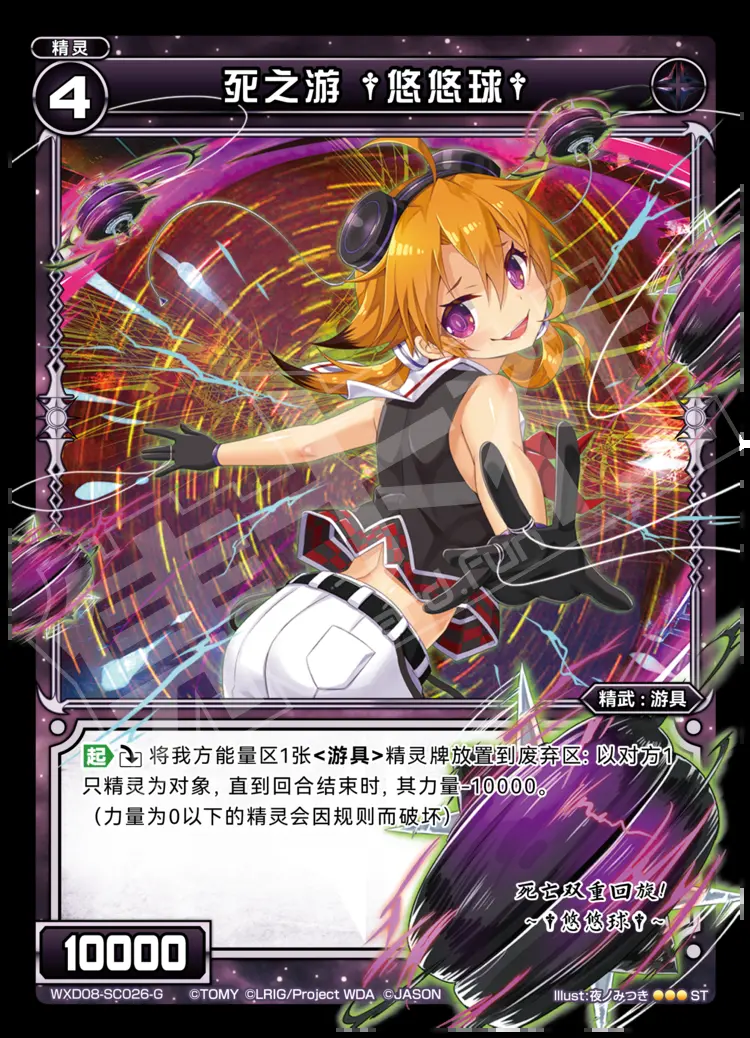 精灵
4
死之游 †悠悠球†
精武：游具
起 将我方能量区1张<游具>精灵牌放置到废弃区：以对方1
只精灵为对象，直到回合结束时，其力量-10000。
（力量为0以下的精灵会因规则而破坏）
死亡双重回旋！
～†悠悠球†～
10000
WXD08-SC026-G ©TOMY ©LRIG/Project WDA ©JASON
Illust:夜ノみつき ST